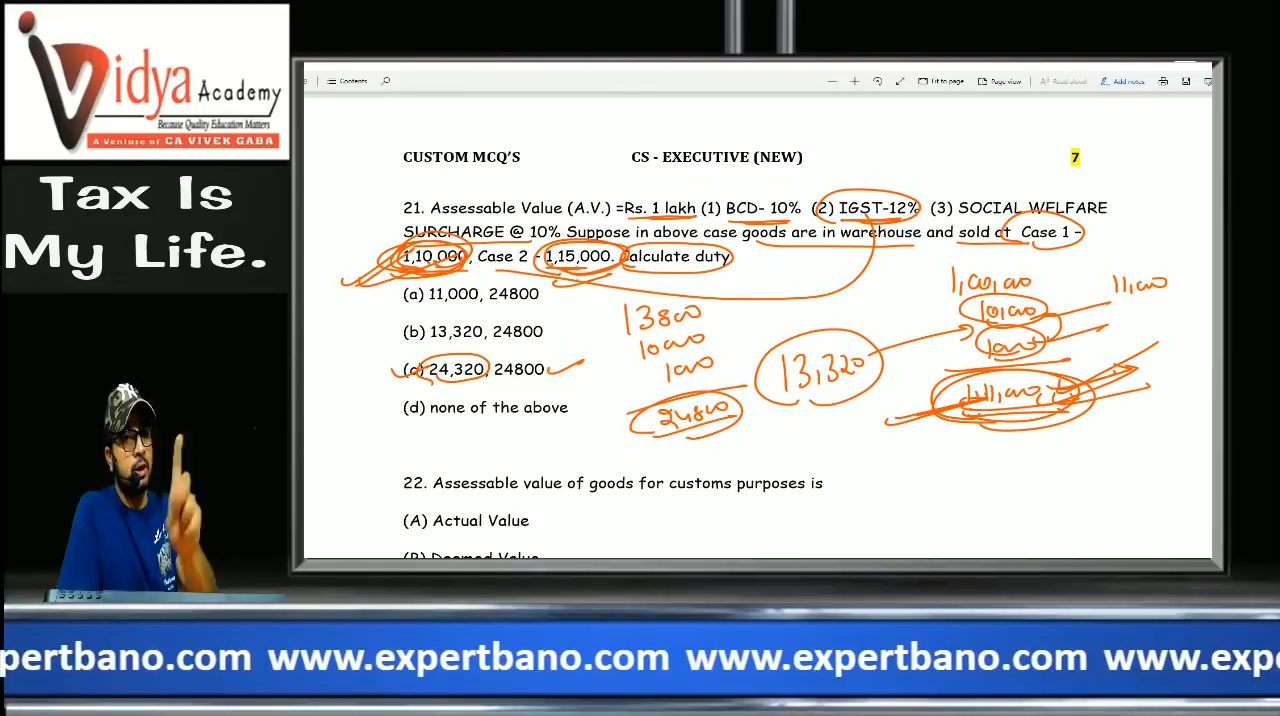 Vidya Academy
Because Quality Education Matters
A Venture of CA VIVEK GABA
Tax Is
My Life.
Contents
Fit to page
Page view
Read aloud
Add notes
CUSTOM MCQ'S CS - EXECUTIVE (NEW) 7
21. Assessable Value (A.V.) =Rs. 1 lakh (1) BCD- 10% (2) IGST-12% (3) SOCIAL WELFARE
SURCHARGE @ 10% Suppose in above case goods are in warehouse and sold at Case 1 –
1,10,000, Case 2 – 1,15,000. Calculate duty
(a) 11,000, 24800
(b) 13,320, 24800
(c) 24,320, 24800
(d) none of the above
13800
1000
1000
24800
13,320
1,00,000
10,000
1000
11,000
1,11,000
22. Assessable value of goods for customs purposes is
(A) Actual Value
(B) Deemed Value
pertbano.com www.expertbano.com www.expertbano.com www.exp